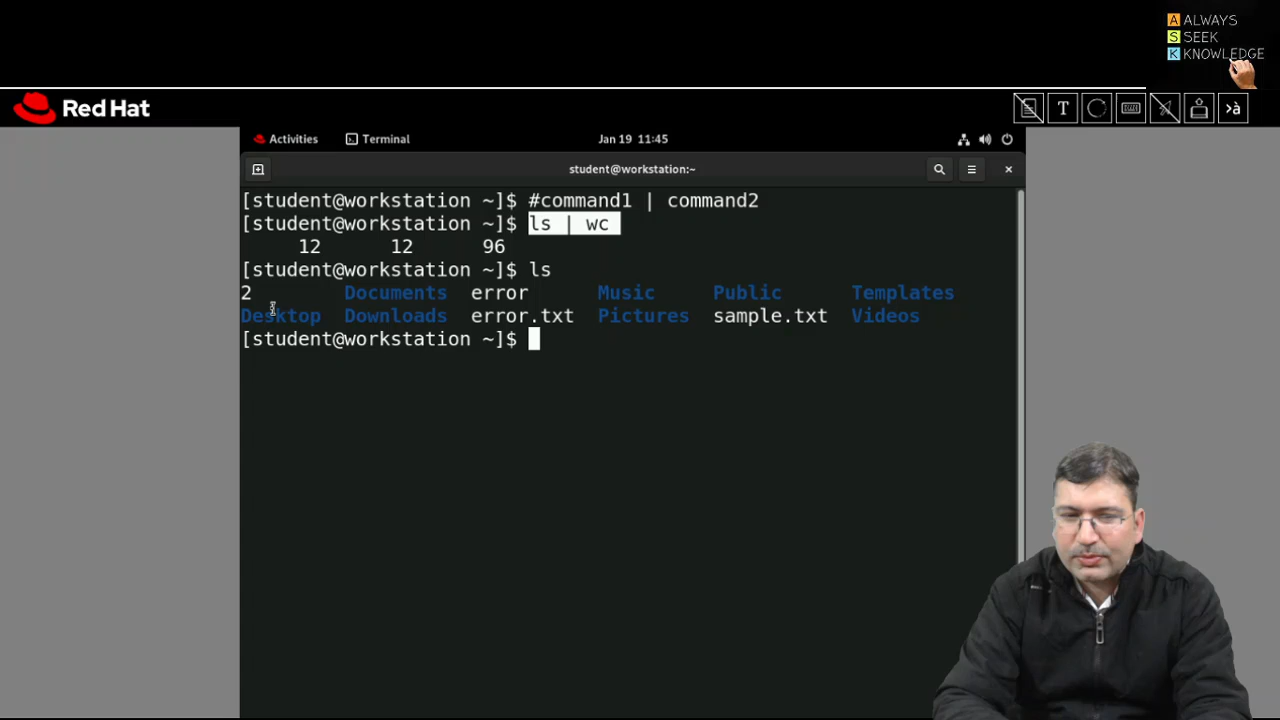 A ALWAYS
S SEEK
K KNOWLEDGE
Red Hat
T
>à
Activities Terminal Jan 19 11:45
student@workstation:~
[student@workstation ~]$ #command1 | command2
[student@workstation ~]$ ls | wc
12 12 96
[student@workstation ~]$ ls
2 Documents error Music Public Templates
Desktop Downloads error.txt Pictures sample.txt Videos
[student@workstation ~]$